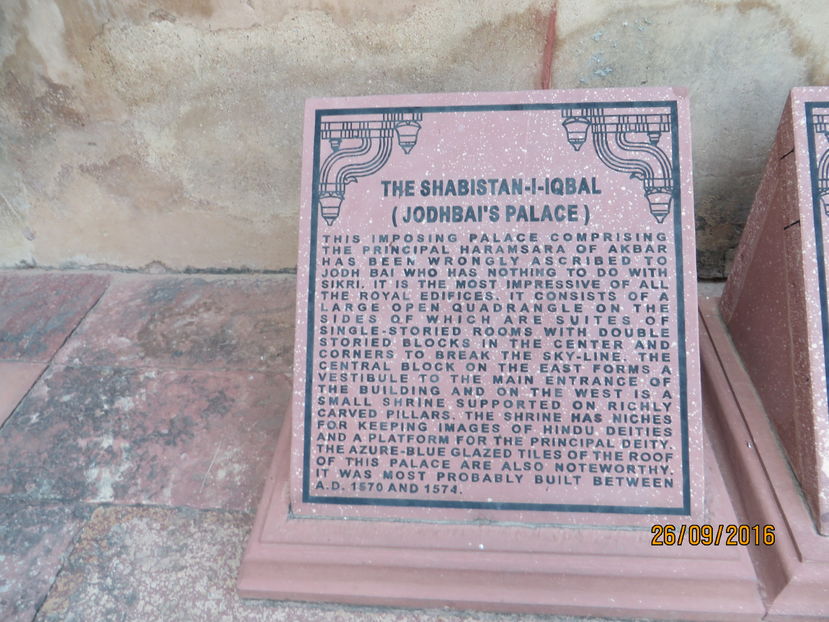 THE SHABISTAN-I-IQBAL
( JODHBAI'S PALACE )
THIS IMPOSING PALACE COMPRISING
THE PRINCIPAL HARAMSARA OF AKBAR
HAS BEEN WRONGLY ASCRIBED TO
JODH BAI WHO HAS NOTHING TO DO WITH
SIKRI. IT IS THE MOST IMPRESSIVE OF ALL
THE ROYAL EDIFICES. IT CONSISTS OF A
LARGE OPEN QUADRANGLE ON THE
SIDES OF WHICH ARE SUITES OF
SINGLE-STORIED ROOMS WITH DOUBLE
STORIED BLOCKS IN THE CENTER AND
CORNERS TO BREAK THE SKY-LINE. THE
CENTRAL BLOCK ON THE EAST FORMS A
VESTIBULE TO THE MAIN ENTRANCE OF
THE BUILDING AND ON THE WEST IS A
SMALL SHRINE SUPPORTED ON RICHLY
CARVED PILLARS. THE SHRINE HAS NICHES
FOR KEEPING IMAGES OF HINDU DEITIES
AND A PLATFORM FOR THE PRINCIPAL DEITY.
THE AZURE-BLUE GLAZED TILES OF THE ROOF
OF THIS PALACE ARE ALSO NOTEWORTHY.
IT WAS MOST PROBABLY BUILT BETWEEN
A.D. 1570 AND 1574.
26/09/2016